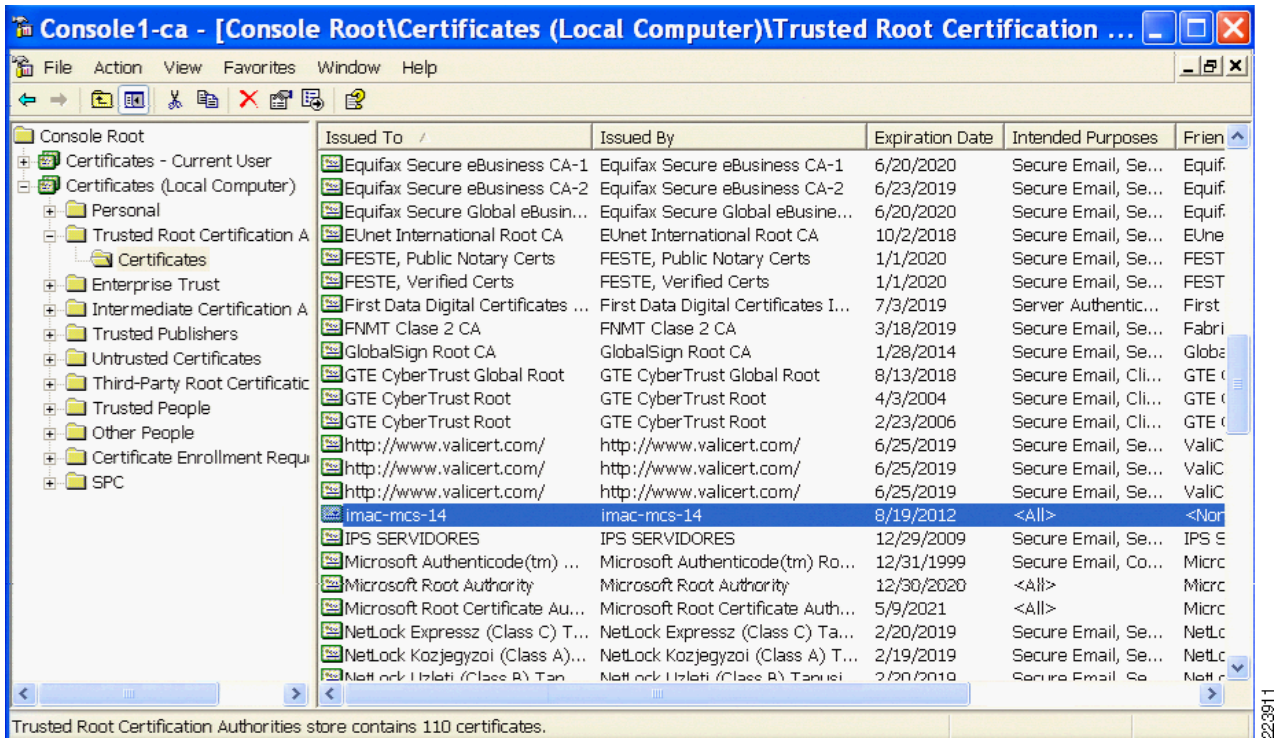 Console1-ca - [Console Root\Certificates (Local Computer)\Trusted Root Certification ...
File Action View Favorites Window Help
Console Root
Certificates - Current User
Certificates (Local Computer)
Personal
Trusted Root Certification A
Certificates
Enterprise Trust
Intermediate Certification A
Trusted Publishers
Untrusted Certificates
Third-Party Root Certificatic
Trusted People
Other People
Certificate Enrollment Requ
SPC
Issued To Issued By Expiration Date Intended Purposes Frien
Equifax Secure eBusiness CA-1 Equifax Secure eBusiness CA-1 6/20/2020 Secure Email, Se... Equif
Equifax Secure eBusiness CA-2 Equifax Secure eBusiness CA-2 6/23/2019 Secure Email, Se... Equif
Equifax Secure Global eBusin... Equifax Secure Global eBusine... 6/20/2020 Secure Email, Se... Equif
EUnet International Root CA EUnet International Root CA 10/2/2018 Secure Email, Se... EUne
FESTE, Public Notary Certs FESTE, Public Notary Certs 1/1/2020 Secure Email, Se... FEST
FESTE, Verified Certs FESTE, Verified Certs 1/1/2020 Secure Email, Se... FEST
First Data Digital Certificates ... First Data Digital Certificates I... 7/3/2019 Server Authentic... First
FNMT Clase 2 CA FNMT Clase 2 CA 3/18/2019 Secure Email, Se... Fabri
GlobalSign Root CA GlobalSign Root CA 1/28/2014 Secure Email, Se... Globa
GTE CyberTrust Global Root GTE CyberTrust Global Root 8/13/2018 Secure Email, Cli... GTE
GTE CyberTrust Root GTE CyberTrust Root 4/3/2004 Secure Email, Cli... GTE
GTE CyberTrust Root GTE CyberTrust Root 2/23/2006 Secure Email, Cli... GTE
http://www.valicert.com/ http://www.valicert.com/ 6/25/2019 Secure Email, Se... ValiC
http://www.valicert.com/ http://www.valicert.com/ 6/25/2019 Secure Email, Se... ValiC
http://www.valicert.com/ http://www.valicert.com/ 6/25/2019 Secure Email, Se... ValiC
imac-mcs-14 imac-mcs-14 8/19/2012 <All> <Nor
IPS SERVIDORES IPS SERVIDORES 12/29/2009 Secure Email, Se... IPS S
Microsoft Authenticode(tm) ... Microsoft Authenticode(tm) Ro... 12/31/1999 Secure Email, Co... Micrc
Microsoft Root Authority Microsoft Root Authority 12/30/2020 <All> Micrc
Microsoft Root Certificate Au... Microsoft Root Certificate Auth... 5/9/2021 <All> Micrc
NetLock Expressz (Class C) T... NetLock Expressz (Class C) Ta... 2/20/2019 Secure Email, Se... NetLc
NetLock Kozjegyzoi (Class A)... NetLock Kozjegyzoi (Class A) T... 2/19/2019 Secure Email, Se... NetLc
NetLock Uzleti (Class B) Tan NetLock Uzleti (Class B) Tanusi 2/20/2019 Secure Email, Se
Trusted Root Certification Authorities store contains 110 certificates.
223911